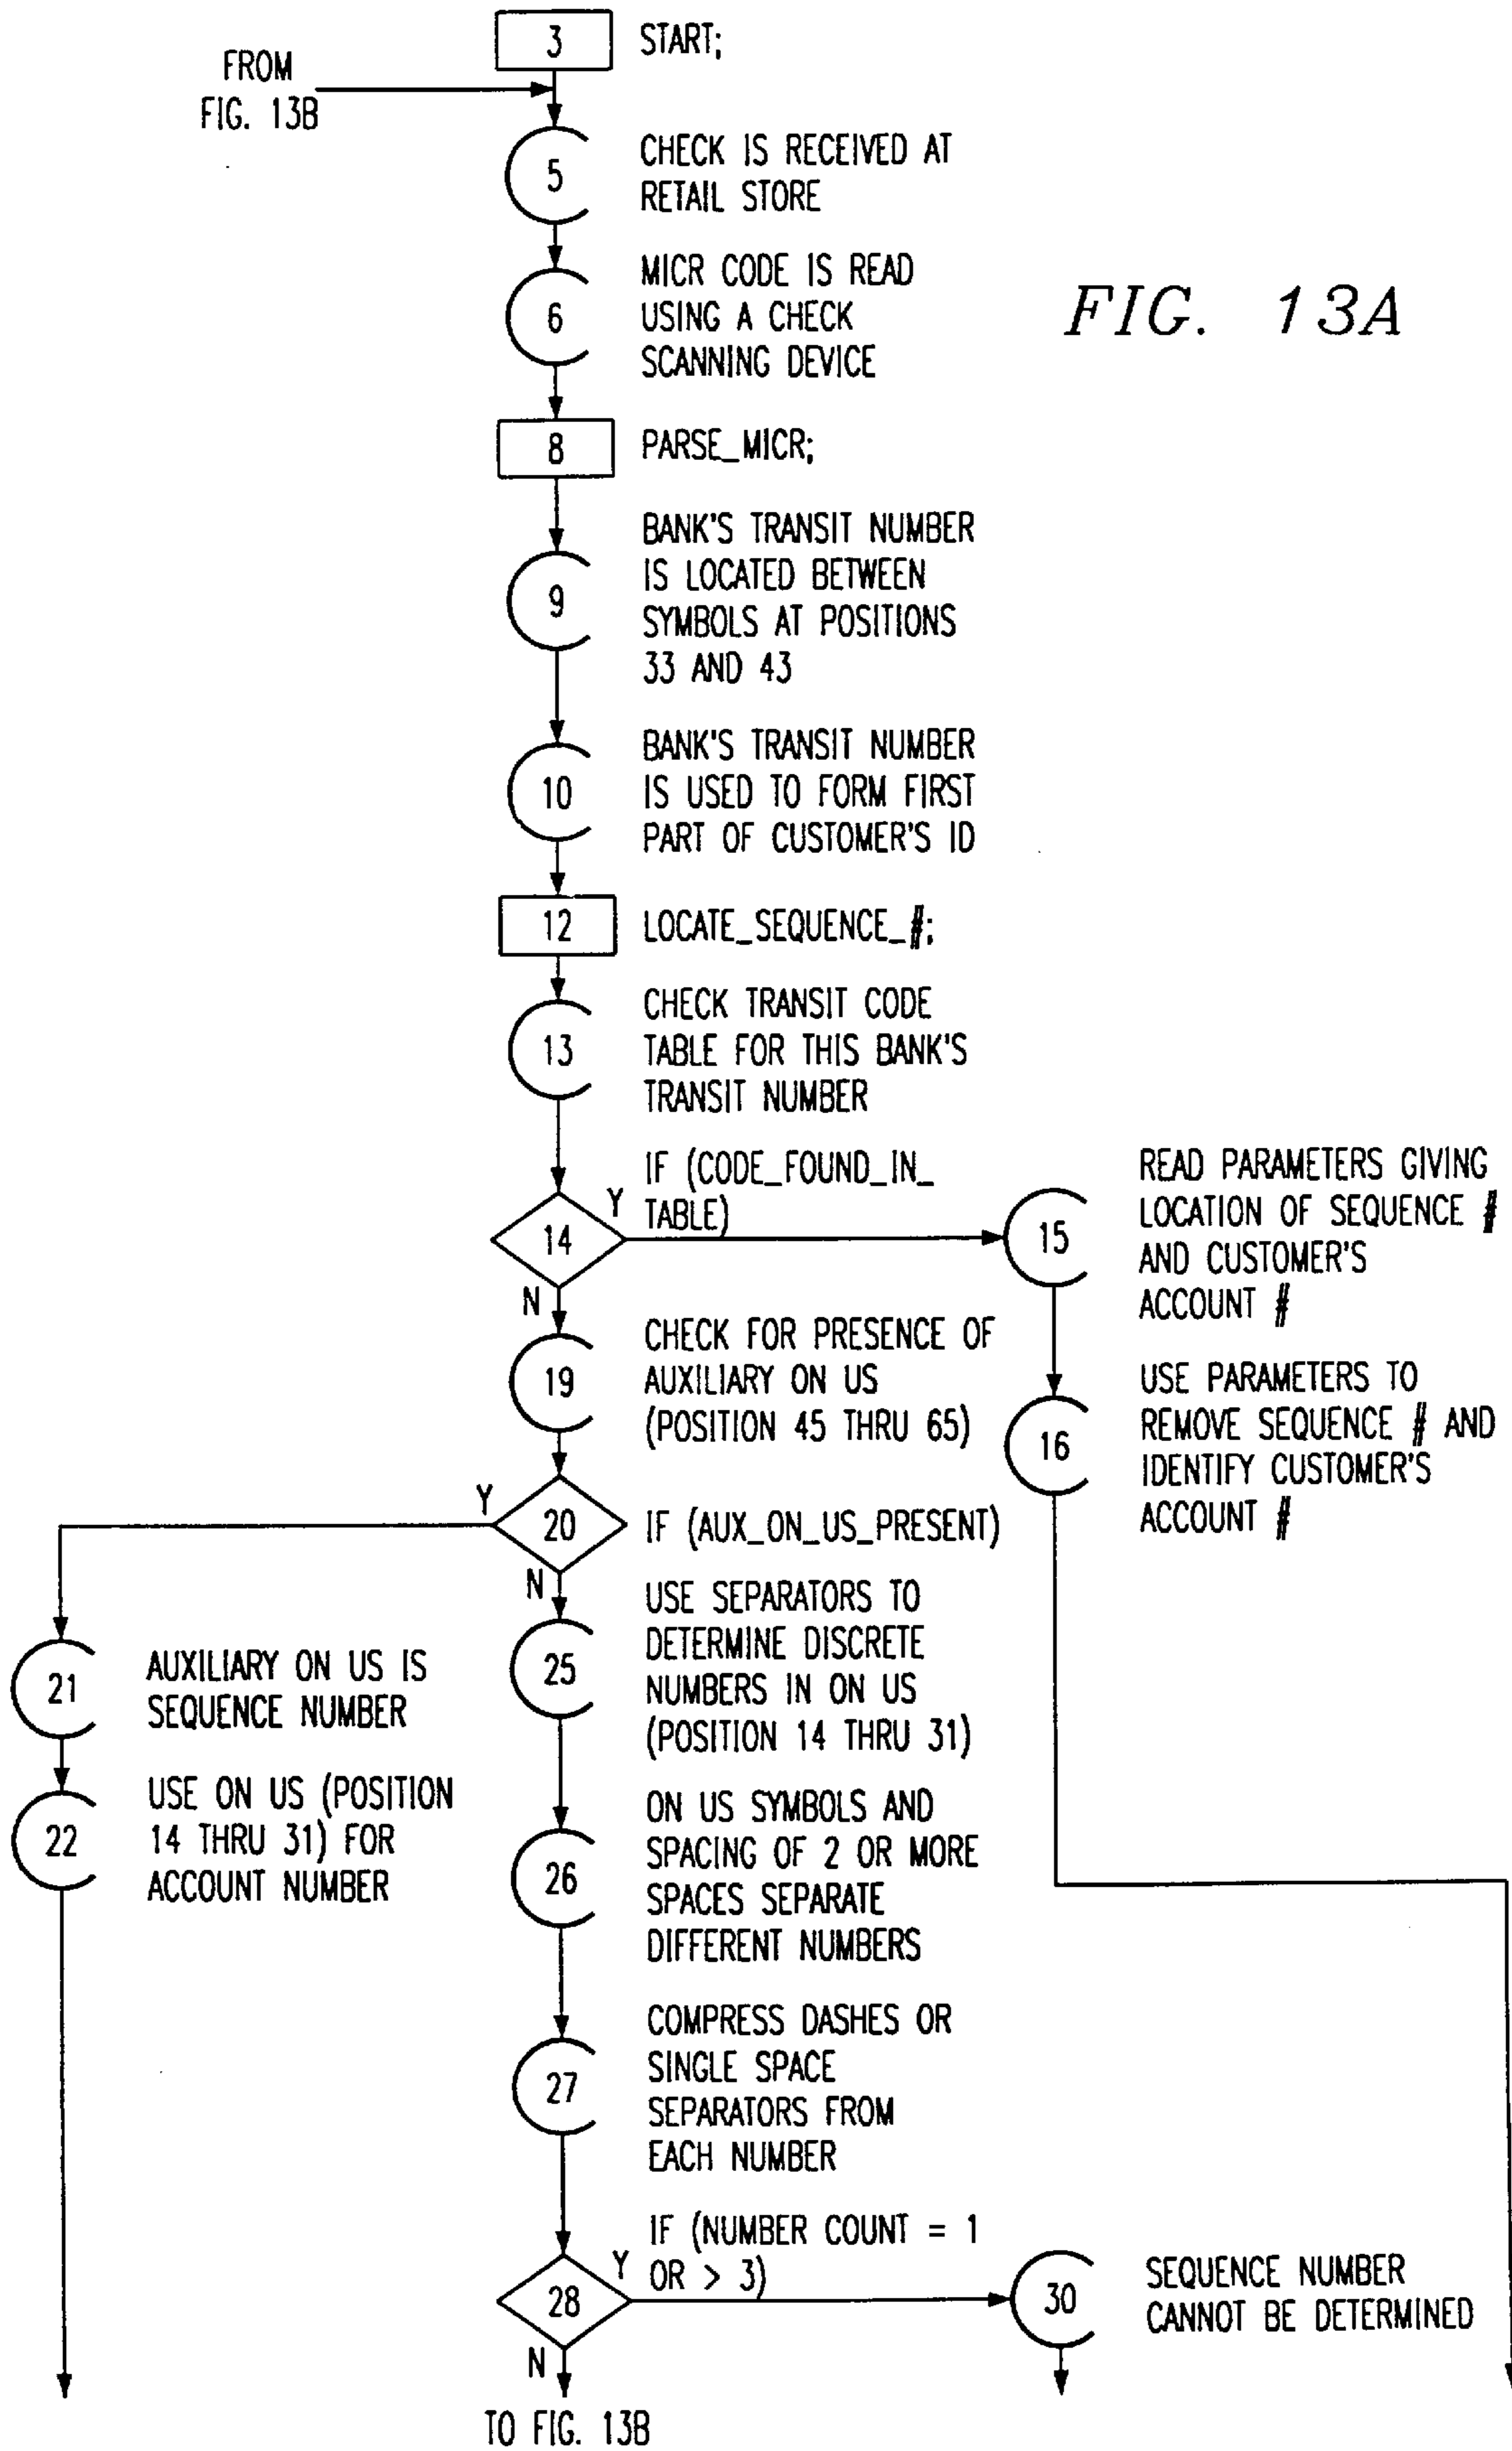 3 START;
FROM
FIG. 13B
5
CHECK IS RECEIVED AT
RETAIL STORE
6
MICR CODE IS READ
USING A CHECK
SCANNING DEVICE
FIG. 13A
8 PARSE_MICR;
9
BANK'S TRANSIT NUMBER
IS LOCATED BETWEEN
SYMBOLS AT POSITIONS
33 AND 43
10
BANK'S TRANSIT NUMBER
IS USED TO FORM FIRST
PART OF CUSTOMER'S ID
12 LOCATE_SEQUENCE_#;
13
CHECK TRANSIT CODE
TABLE FOR THIS BANK'S
TRANSIT NUMBER
14
IF (CODE_FOUND_IN_
TABLE)
Y
N
15
READ PARAMETERS GIVING
LOCATION OF SEQUENCE #
AND CUSTOMER'S
ACCOUNT #
16
USE PARAMETERS TO
REMOVE SEQUENCE # AND
IDENTIFY CUSTOMER'S
ACCOUNT #
19
CHECK FOR PRESENCE OF
AUXILIARY ON US
(POSITION 45 THRU 65)
Y
20 IF (AUX_ON_US_PRESENT)
N
21
AUXILIARY ON US IS
SEQUENCE NUMBER
22
USE ON US (POSITION
14 THRU 31) FOR
ACCOUNT NUMBER
25
USE SEPARATORS TO
DETERMINE DISCRETE
NUMBERS IN ON US
(POSITION 14 THRU 31)
26
ON US SYMBOLS AND
SPACING OF 2 OR MORE
SPACES SEPARATE
DIFFERENT NUMBERS
27
COMPRESS DASHES OR
SINGLE SPACE
SEPARATORS FROM
EACH NUMBER
28
IF (NUMBER COUNT = 1
OR > 3)
Y
N
30
SEQUENCE NUMBER
CANNOT BE DETERMINED
TO FIG. 13B